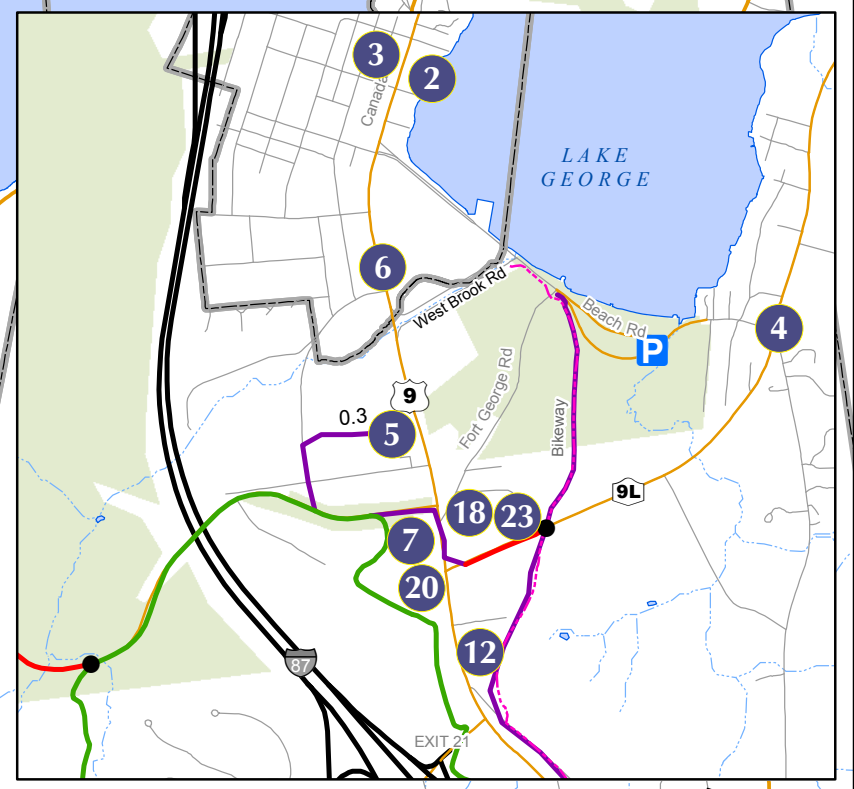 3
2
Canada
LAKE
GEORGE
6
West Brook Rd
Beach Rd
4
P
9
Fort George Rd
0.3
5
Bikeway
9L
18
23
7
20
12
87
EXIT 21